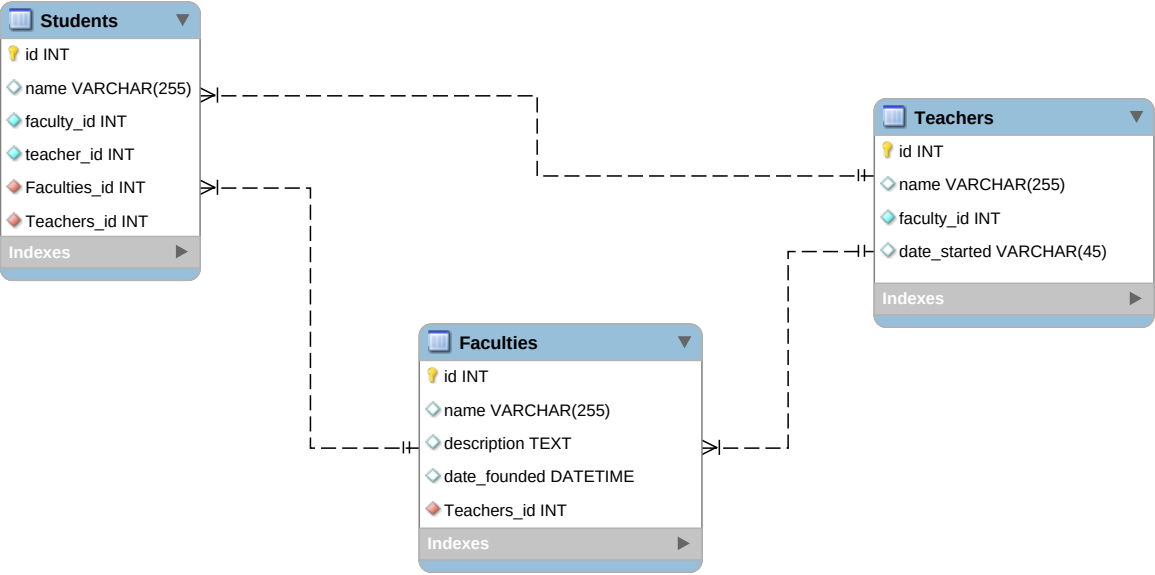 Students
id INT
name VARCHAR(255)
faculty_id INT
teacher_id INT
Faculties_id INT
Teachers_id INT
Indexes
Teachers
id INT
name VARCHAR(255)
faculty_id INT
date_started VARCHAR(45)
Indexes
Faculties
id INT
name VARCHAR(255)
description TEXT
date_founded DATETIME
Teachers_id INT
Indexes